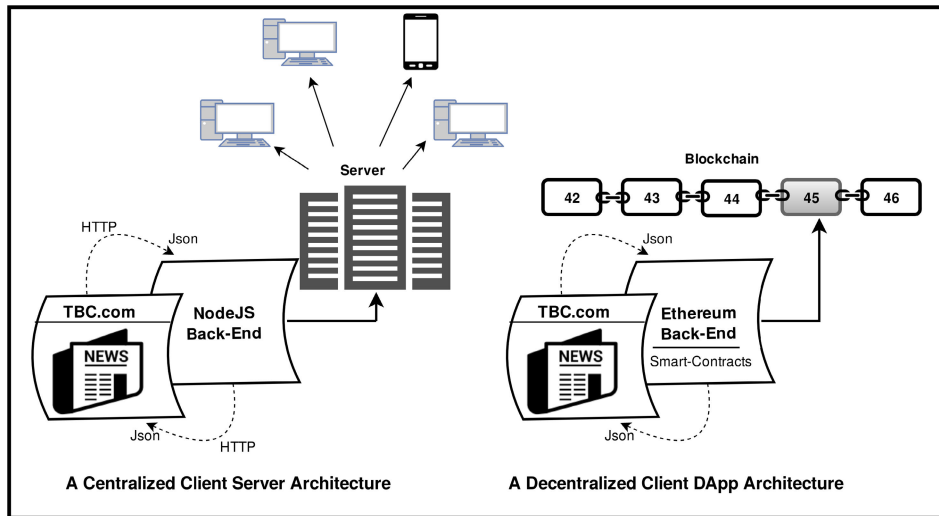 Server
HTTP
Json
TBC.com
NEWS
NodeJS
Back-End
Json
HTTP
A Centralized Client Server Architecture
Blockchain
42
43
44
45
46
Json
TBC.com
NEWS
Ethereum
Back-End
Smart-Contracts
Json
A Decentralized Client DApp Architecture